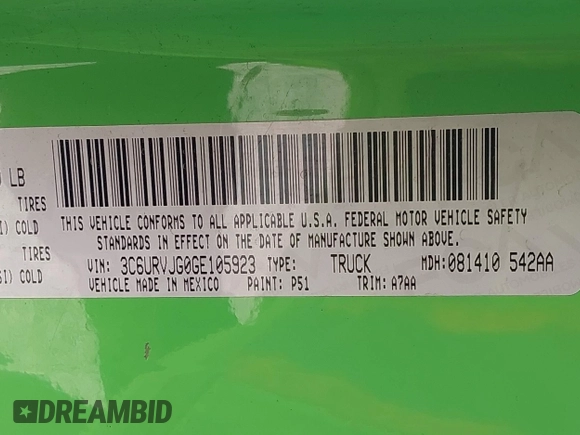 LB
TIRES
COLD
TIRES
SI) COLD
THIS VEHICLE CONFORMS TO ALL APPLICABLE U.S.A. FEDERAL MOTOR VEHICLE SAFETY
STANDARDS IN EFFECT ON THE DATE OF MANUFACTURE SHOWN ABOVE.
VIN: 3C6URVJG0GE105923 TYPE: TRUCK MDH: 081410 542AA
VEHICLE MADE IN MEXICO PAINT: P51 TRIM: A7AA
DREAMBID